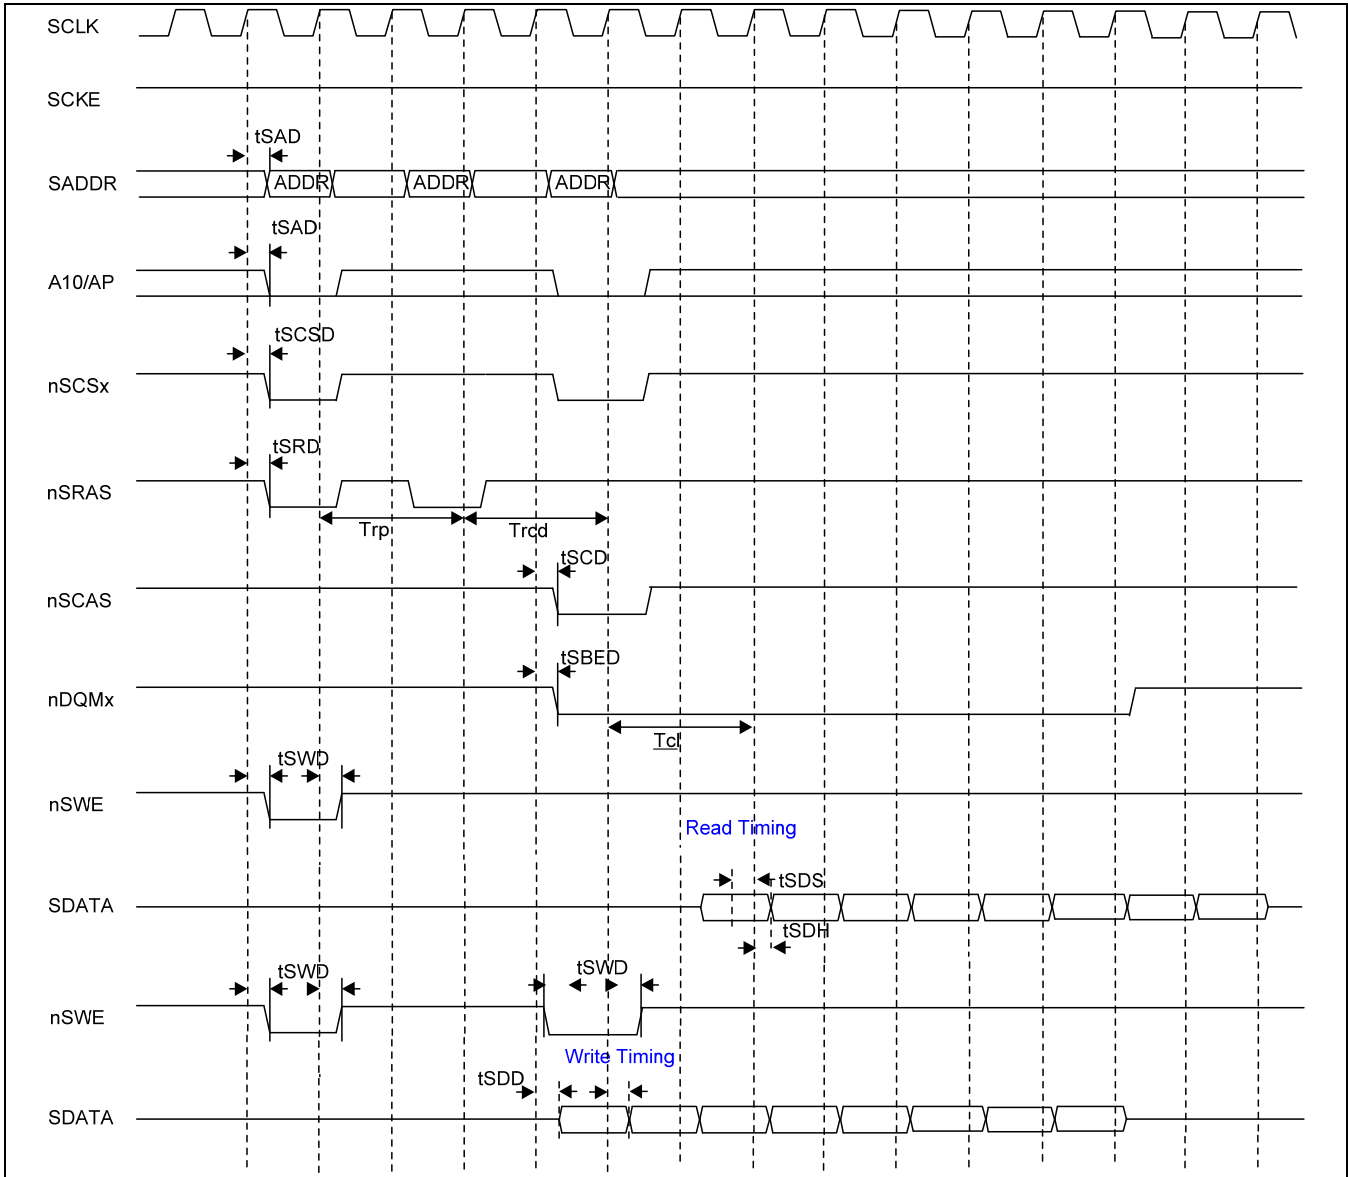 SCLK
SCKE
tSAD
SADDR
ADDR
ADDR
ADDR
tSAD
A10/AP
tSCSD
nSCSx
tSRD
nSRAS
Trp
Trcd
tSCD
nSCAS
tSBED
nDQMx
Tcl
tSWD
nSWE
Read Timing
tSDS
SDATA
tSDH
tSWD
tSWD
nSWE
Write Timing
tSDD
SDATA